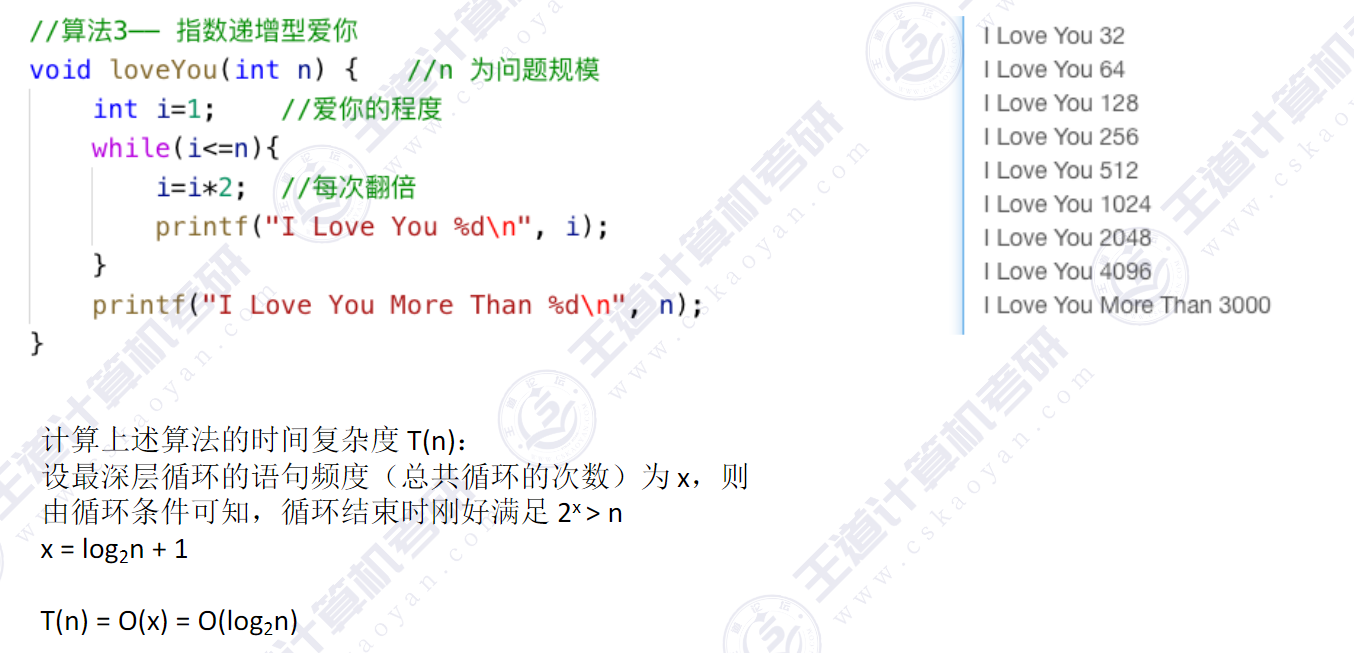 //算法3—— 指数递增型爱你
void loveYou(int n) {   //n 为问题规模
    int i=1;    //爱你的程度
    while(i<=n){
        i=i*2;  //每次翻倍
        printf("I Love You %d\n", i);
    }
    printf("I Love You More Than %d\n", n);
}
I Love You 32
I Love You 64
I Love You 128
I Love You 256
I Love You 512
I Love You 1024
I Love You 2048
I Love You 4096
I Love You More Than 3000
计算上述算法的时间复杂度 T(n)：
设最深层循环的语句频度（总共循环的次数）为 x，则
由循环条件可知，循环结束时刚好满足 2ˣ > n
x = log₂n + 1
T(n) = O(x) = O(log₂n)
王道计算机考研
www.cskaoyan.com